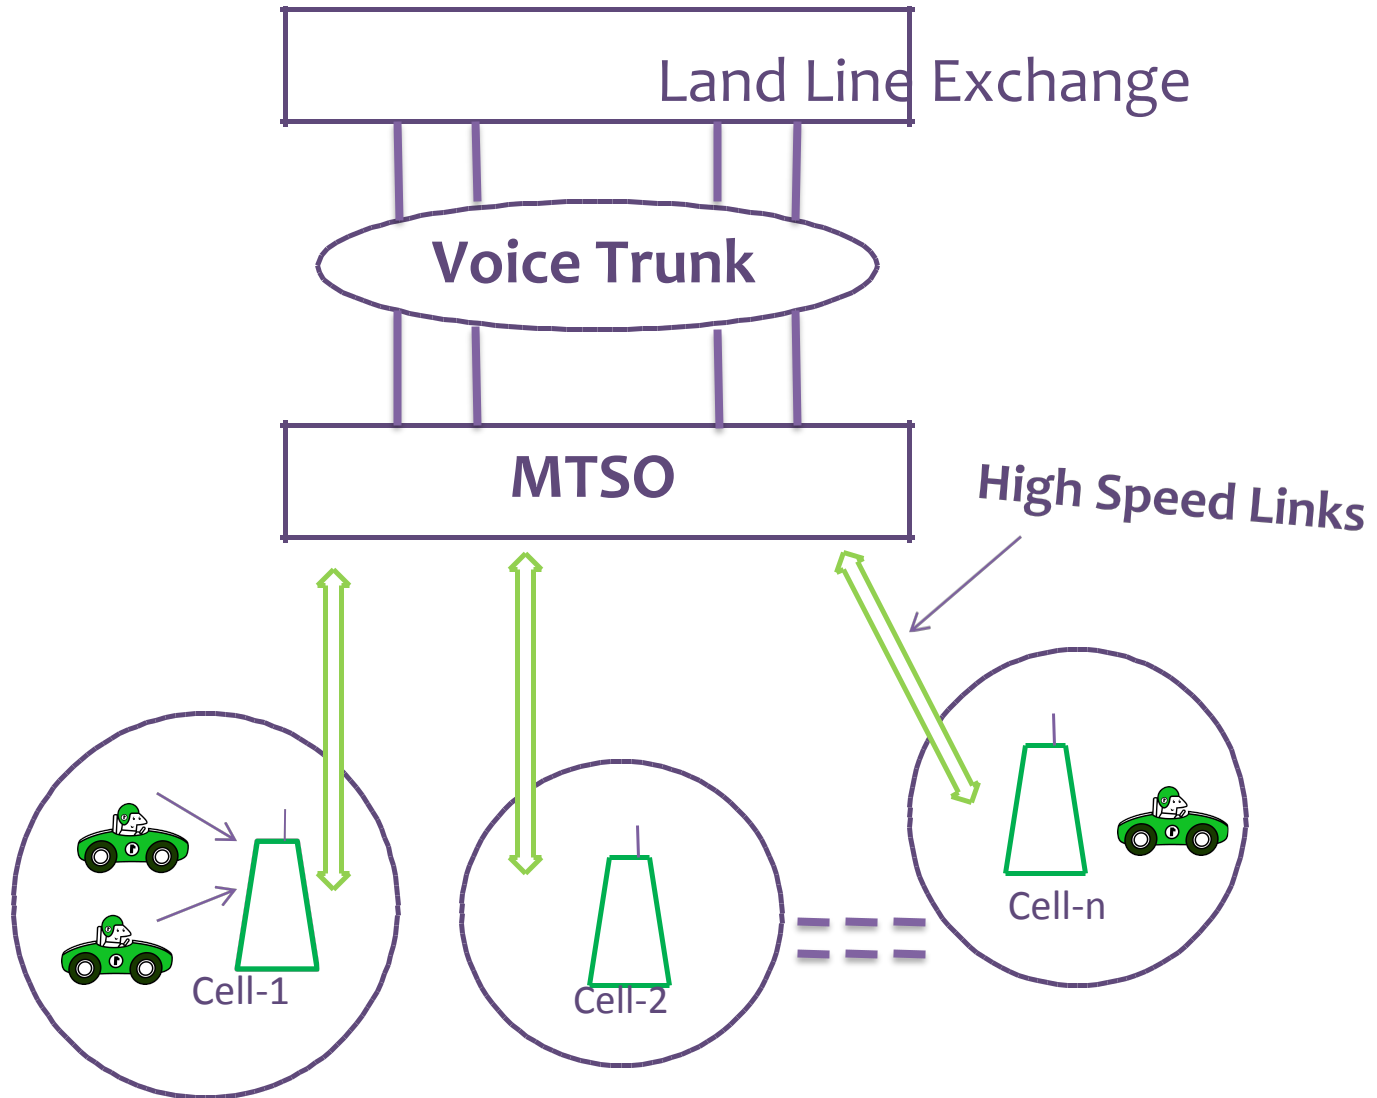 Land Line Exchange
Voice Trunk
MTSO
High Speed Links
Cell-n
Cell-1
Cell-2